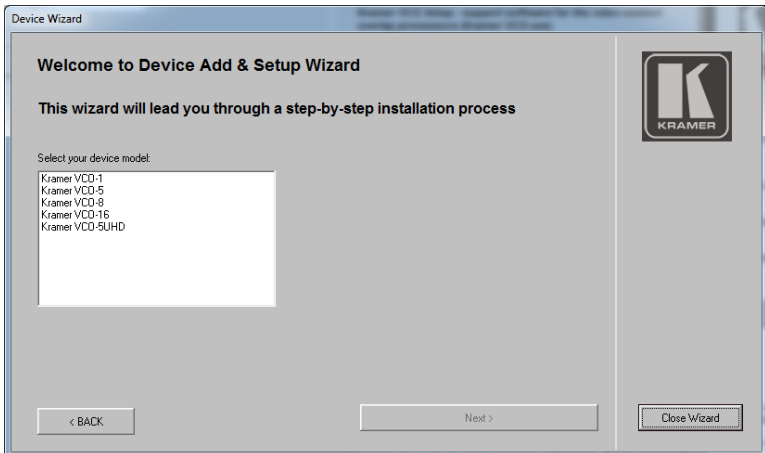 Device Wizard
Welcome to Device Add & Setup Wizard
This wizard will lead you through a step-by-step installation process
KRAMER
Select your device model:
Kramer VCO-1
Kramer VCO-5
Kramer VCO-8
Kramer VCO-16
Kramer VCO-5UHD
< BACK
Next >
Close Wizard